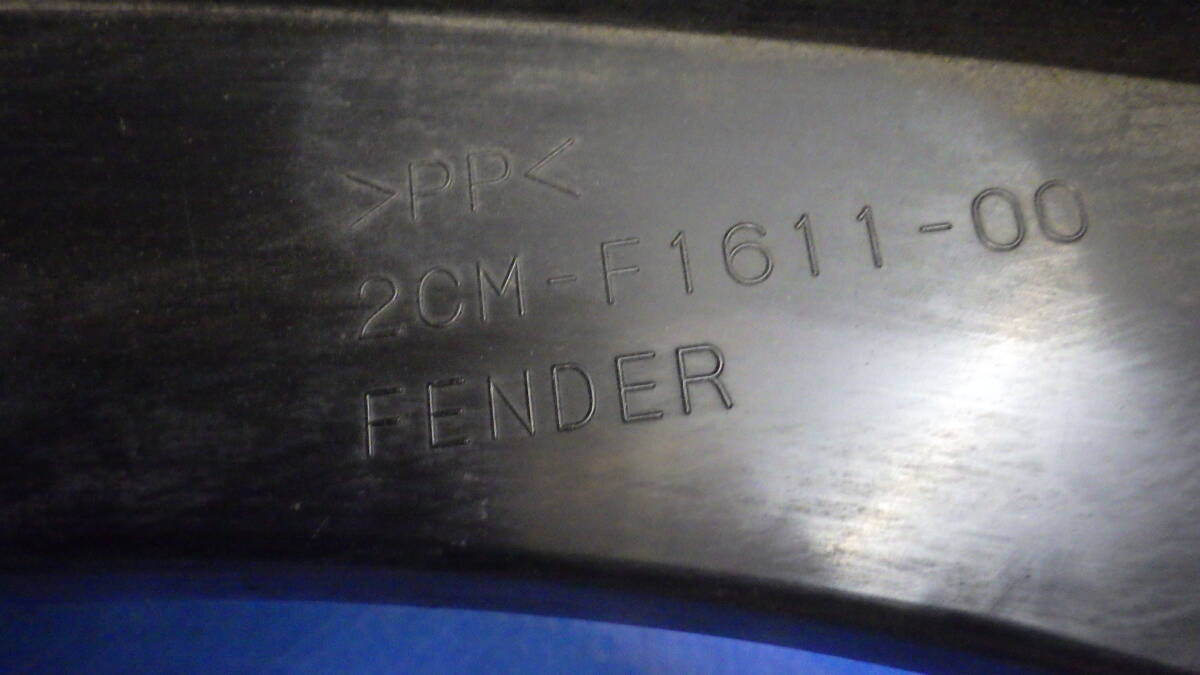 >PP<
2CM-F1611-00
FENDER